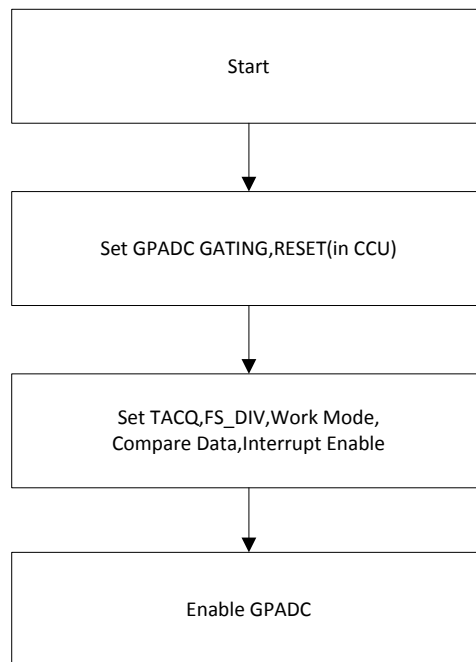 Start
Set GPADC GATING,RESET(in CCU)
Set TACQ,FS_DIV,Work Mode,
Compare Data,Interrupt Enable
Enable GPADC